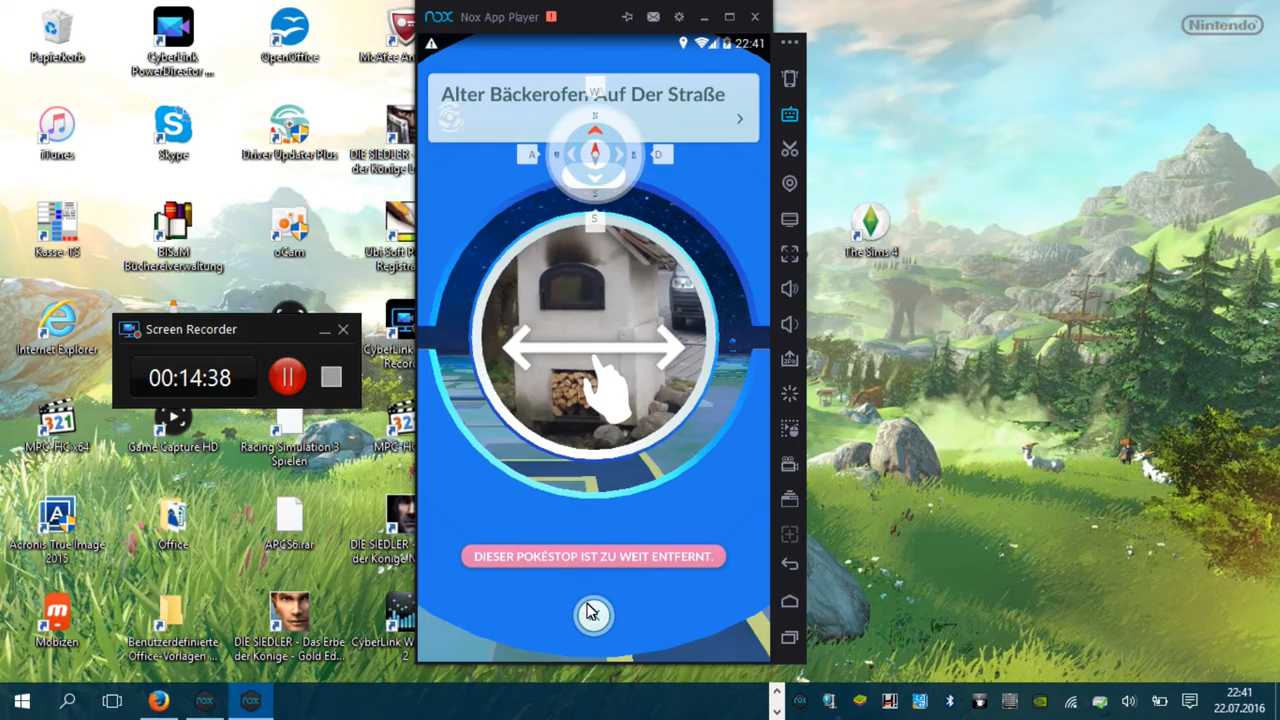 Papierkorb
CyberLink
PowerDirector ...
OpenOffice
McAfee An
iTunes
Skype
Driver Updater Plus
DIE SIEDLER -
der Könige L
Kasse-TS
BISaM
Büchereiverwaltung
oCam
Ubi Soft P
Registra
Internet Explorer
CyberLink
Recor
MPC-HC x64
Game Capture HD
Racing Simulation 3
Spielen
MPC-H
Acronis True Image
2015
Office
APCS6.rar
DIE SIEDLER
der Könige
Mobizen
Benutzerdefinierte
Office-Vorlagen ...
DIE SIEDLER - Das Erbe
der Könige - Gold Ed...
CyberLink W
2
Screen Recorder
00:14:38
nox Nox App Player
22:41
Alter Bäckerofen Auf Der Straße
W
N
A
E
D
S
S
DIESER POKÉSTOP IST ZU WEIT ENTFERNT.
Nintendo
The Sims 4
22:41
22.07.2016